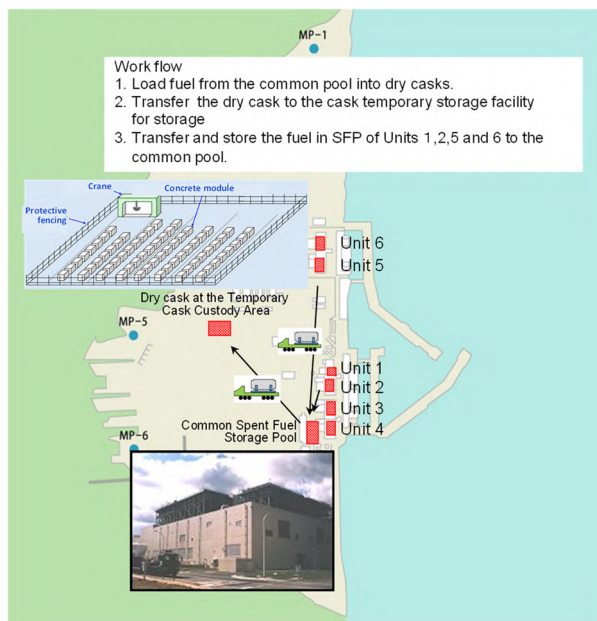 MP-1
Work flow
1. Load fuel from the common pool into dry casks.
2. Transfer the dry cask to the cask temporary storage facility
for storage
3. Transfer and store the fuel in SFP of Units 1,2,5 and 6 to the
common pool.
Crane
Concrete module
Protective
fencing
Unit 6
Unit 5
Dry cask at the Temporary
Cask Custody Area
MP-5
Unit 1
Unit 2
Unit 3
Common Spent Fuel
Storage Pool
Unit 4
MP-6